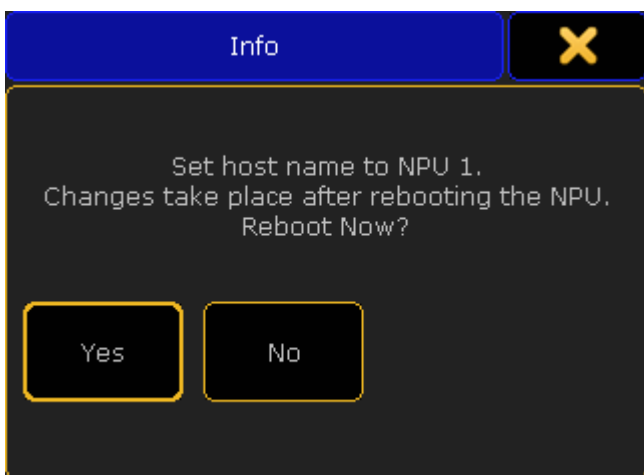 Info
Set host name to NPU 1.
Changes take place after rebooting the NPU.
Reboot Now?
Yes
No